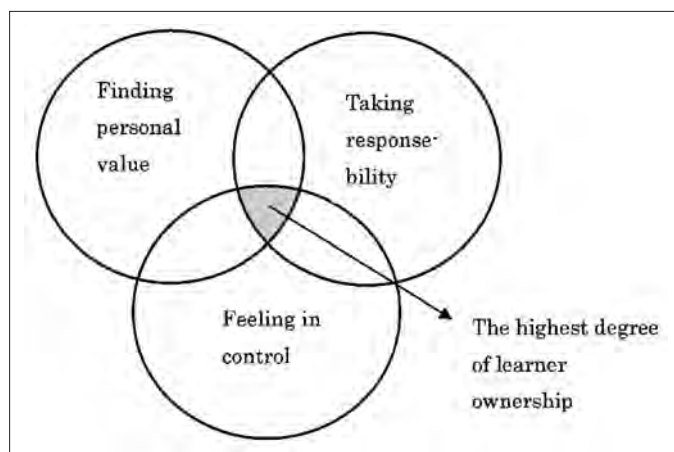 Finding
personal
value
Taking
response-
bility
Feeling in
control
The highest degree
of learner
ownership